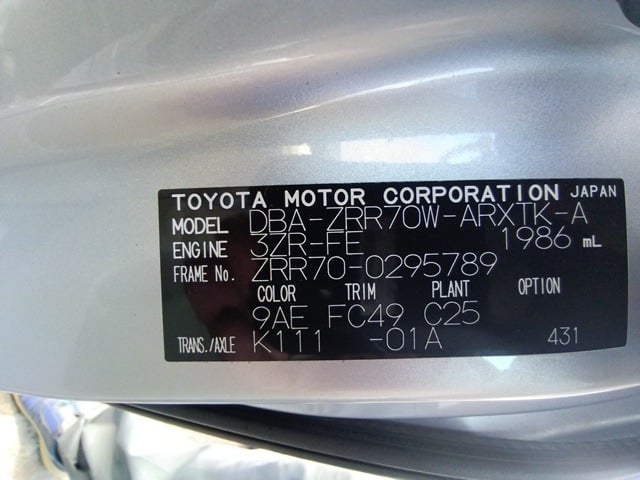 TOYOTA MOTOR CORPORATION JAPAN
MODEL DBA-ZRR70W-ARXTK-A
ENGINE 3ZR-FE 1986 mL
FRAME No. ZRR70-0295789
COLOR TRIM PLANT OPTION
9AE FC49 C25
TRANS./AXLE K111 -01A 431